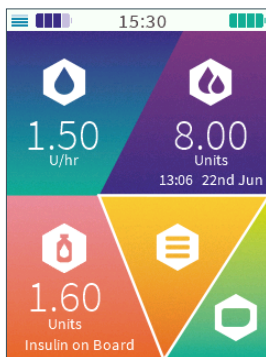 15:30
1.50
U/hr
8.00
Units
13:06 22nd Jun
1.60
Units
Insulin on Board